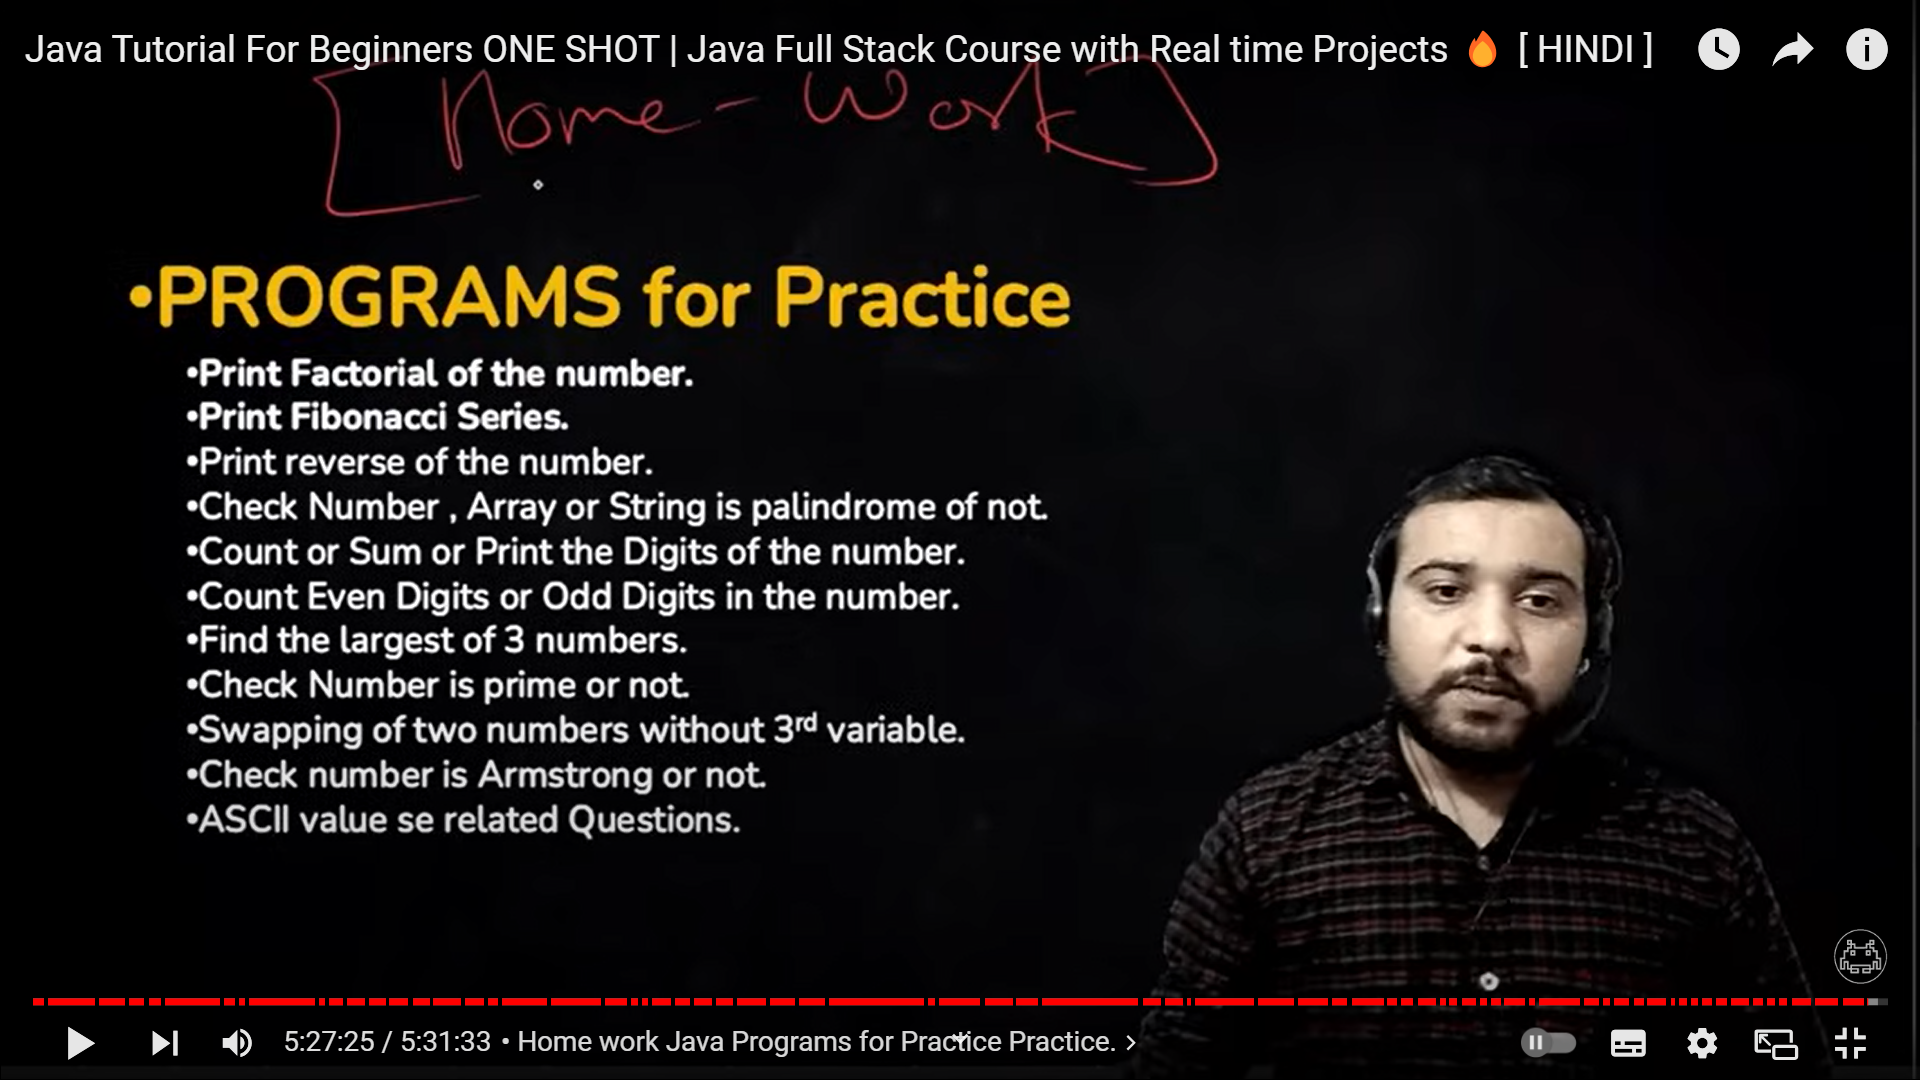 Java Tutorial For Beginners ONE SHOT | Java Full Stack Course with Real time Projects 🔥 [ HINDI ]
[Home-Work]
•PROGRAMS for Practice
•Print Factorial of the number.
•Print Fibonacci Series.
•Print reverse of the number.
•Check Number , Array or String is palindrome of not.
•Count or Sum or Print the Digits of the number.
•Count Even Digits or Odd Digits in the number.
•Find the largest of 3 numbers.
•Check Number is prime or not.
•Swapping of two numbers without 3rd variable.
•Check number is Armstrong or not.
•ASCII value se related Questions.
5:27:25 / 5:31:33 • Home work Java Programs for Practice Practice. >